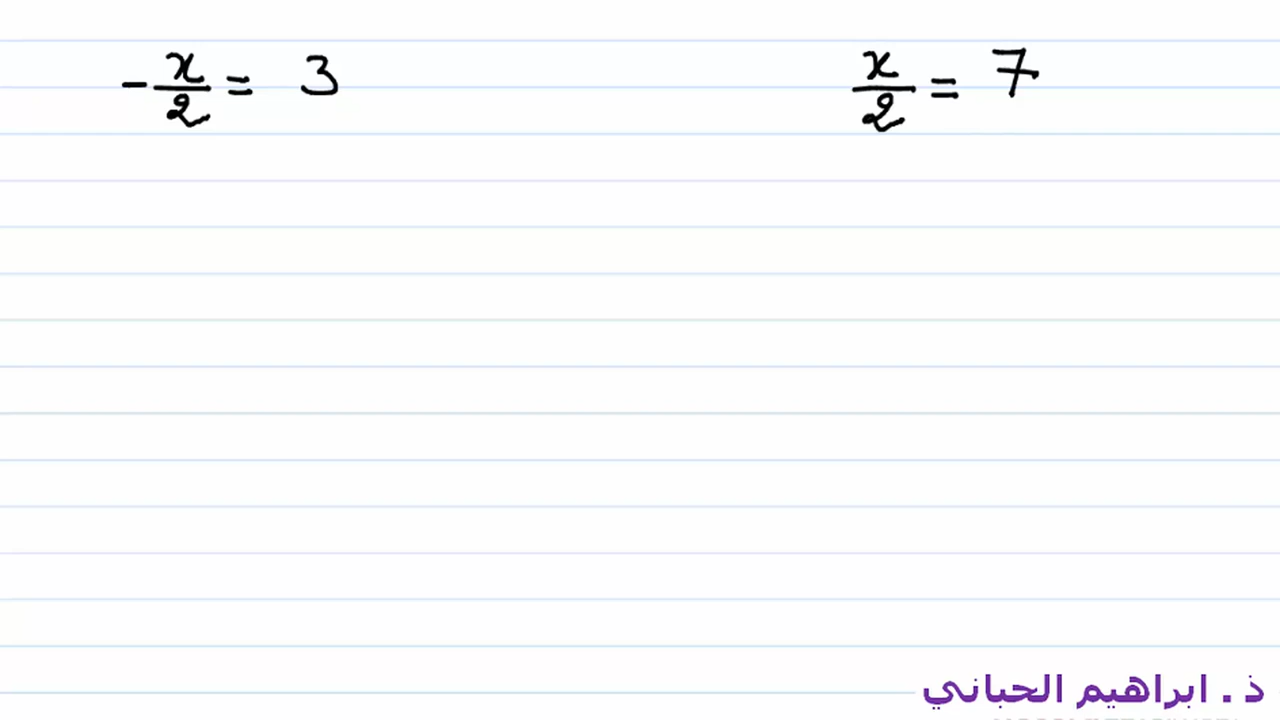 -x/2 = 3
x/2 = 7
ذ . ابراهيم الحباني